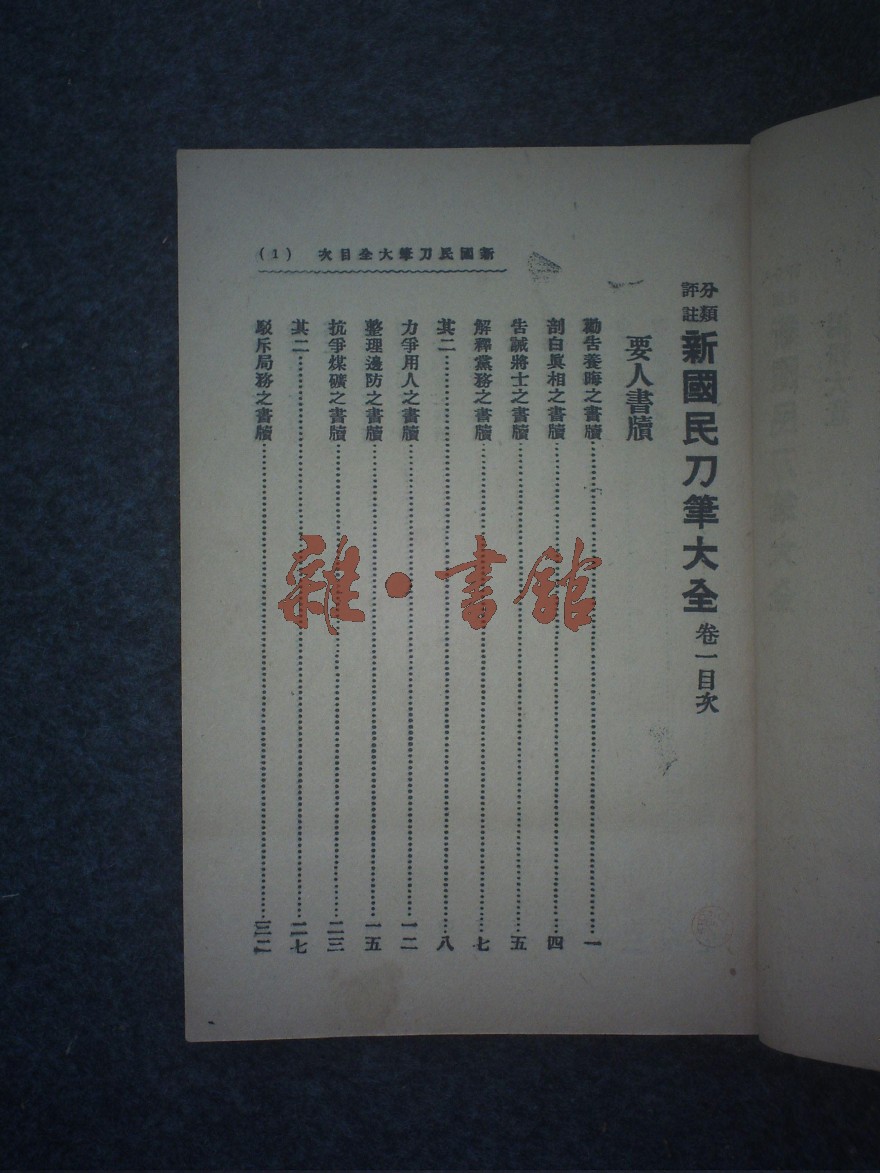 新國民刀筆大全目次 (1)
分類評註 新國民刀筆大全 卷一目次
要人書牘
勸告養晦之書牘……一
剖白眞相之書牘……四
告誡將士之書牘……五
解釋黨務之書牘……七
其二……八
力爭用人之書牘……一二
整理邊防之書牘……一五
抗爭煤礦之書牘……二三
其二……二七
駁斥局務之書牘……三二
雜·書館